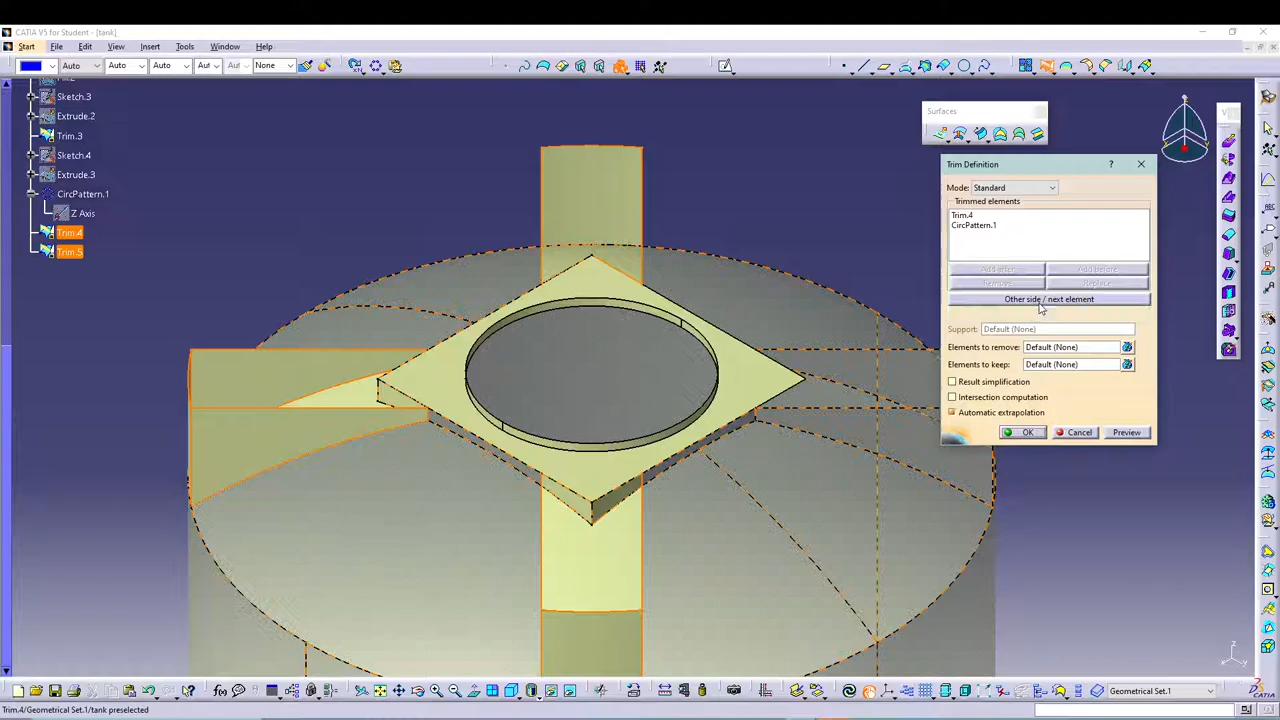 CATIA V5 for Student - [tank]
Start File Edit View Insert Tools Window Help
Auto Auto Auto Aut Aut None
Sketch.3
Extrude.2
Trim.3
Sketch.4
Extrude.3
CircPattern.1
Z Axis
Trim.4
Trim.5
Surfaces
V
Trim Definition ?
Mode: Standard
Trimmed elements
Trim.4
CircPattern.1
Add after Add before
Remove Replace
Other side / next element
Support: Default (None)
Elements to remove: Default (None)
Elements to keep: Default (None)
Result simplification
Intersection computation
Automatic extrapolation
OK Cancel Preview
Geometrical Set.1
Trim.4/Geometrical Set.1/tank preselected